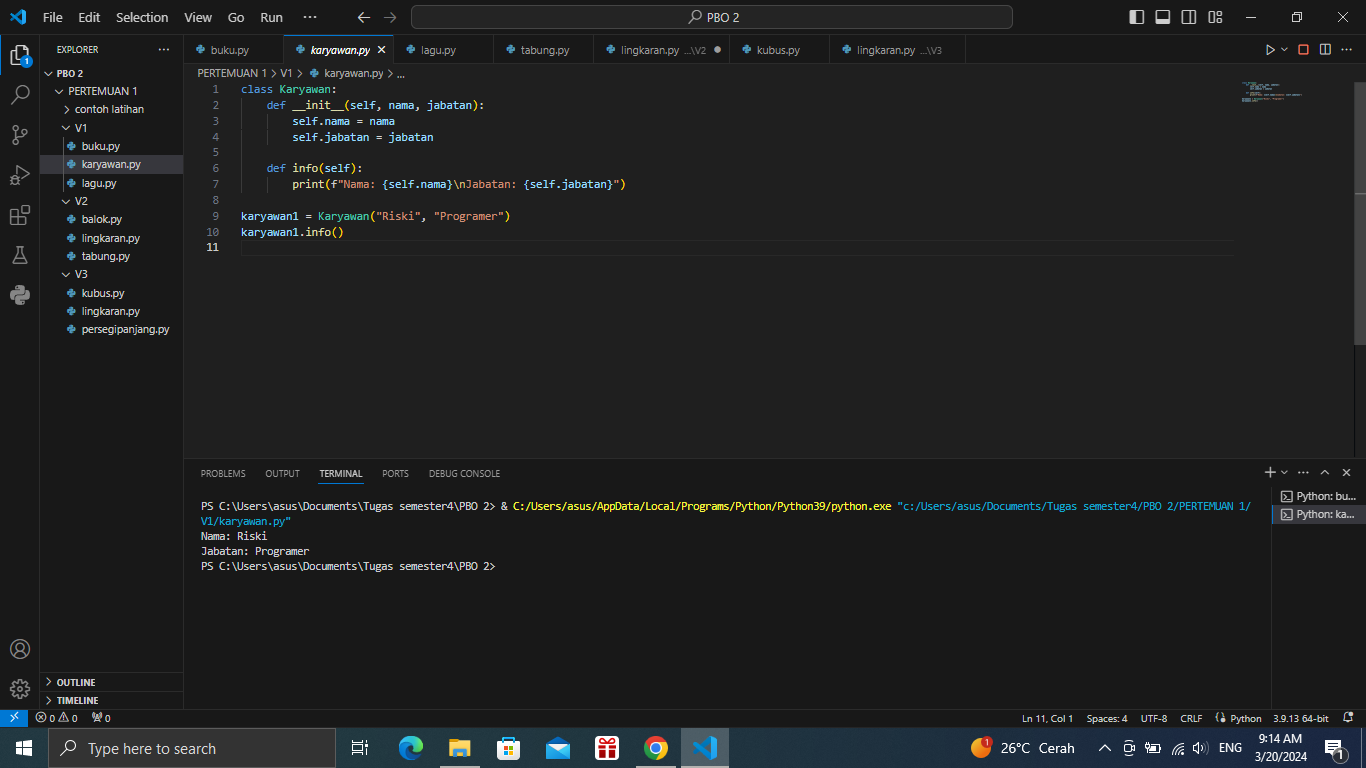 File Edit Selection View Go Run ··· PBO 2
EXPLORER ···
PBO 2
PERTEMUAN 1
contoh latihan
V1
buku.py
karyawan.py
lagu.py
V2
balok.py
lingkaran.py
tabung.py
V3
kubus.py
lingkaran.py
persegipanjang.py
OUTLINE
TIMELINE
buku.py karyawan.py lagu.py tabung.py lingkaran.py ...\V2 kubus.py lingkaran.py ...\V3
PERTEMUAN 1 > V1 > karyawan.py > ...
1 class Karyawan:
2 def __init__(self, nama, jabatan):
3 self.nama = nama
4 self.jabatan = jabatan
5
6 def info(self):
7 print(f"Nama: {self.nama}\nJabatan: {self.jabatan}")
8
9 karyawan1 = Karyawan("Riski", "Programer")
10 karyawan1.info()
11
PROBLEMS OUTPUT TERMINAL PORTS DEBUG CONSOLE
PS C:\Users\asus\Documents\Tugas semester4\PBO 2> & C:/Users/asus/AppData/Local/Programs/Python/Python39/python.exe "c:/Users/asus/Documents/Tugas semester4/PBO 2/PERTEMUAN 1/
V1/karyawan.py"
Nama: Riski
Jabatan: Programer
PS C:\Users\asus\Documents\Tugas semester4\PBO 2>
Python: bu...
Python: ka...
1
0 0 0 Ln 11, Col 1 Spaces: 4 UTF-8 CRLF Python 3.9.13 64-bit
Type here to search 1 26°C Cerah ENG 9:14 AM
3/20/2024 1